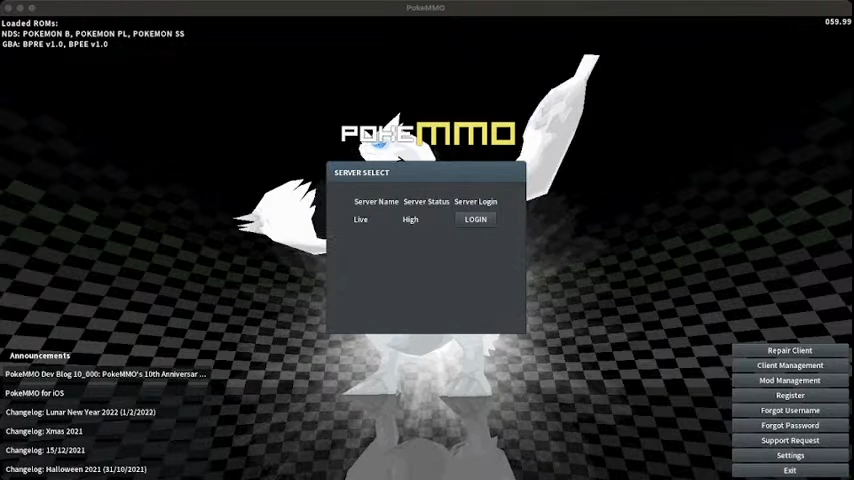 PokeMMO
Loaded ROMs:
NDS: POKEMON B, POKEMON PL, POKEMON SS
GBA: BPRE v1.0, BPEE v1.0
059.99
POKEMMO
SERVER SELECT
Server Name Server Status Server Login
Live High LOGIN
Announcements
PokeMMO Dev Blog 10_000: PokeMMO's 10th Anniversar ...
PokeMMO for iOS
Changelog: Lunar New Year 2022 (1/2/2022)
Changelog: Xmas 2021
Changelog: 15/12/2021
Changelog: Halloween 2021 (31/10/2021)
Repair Client
Client Management
Mod Management
Register
Forgot Username
Forgot Password
Support Request
Settings
Exit